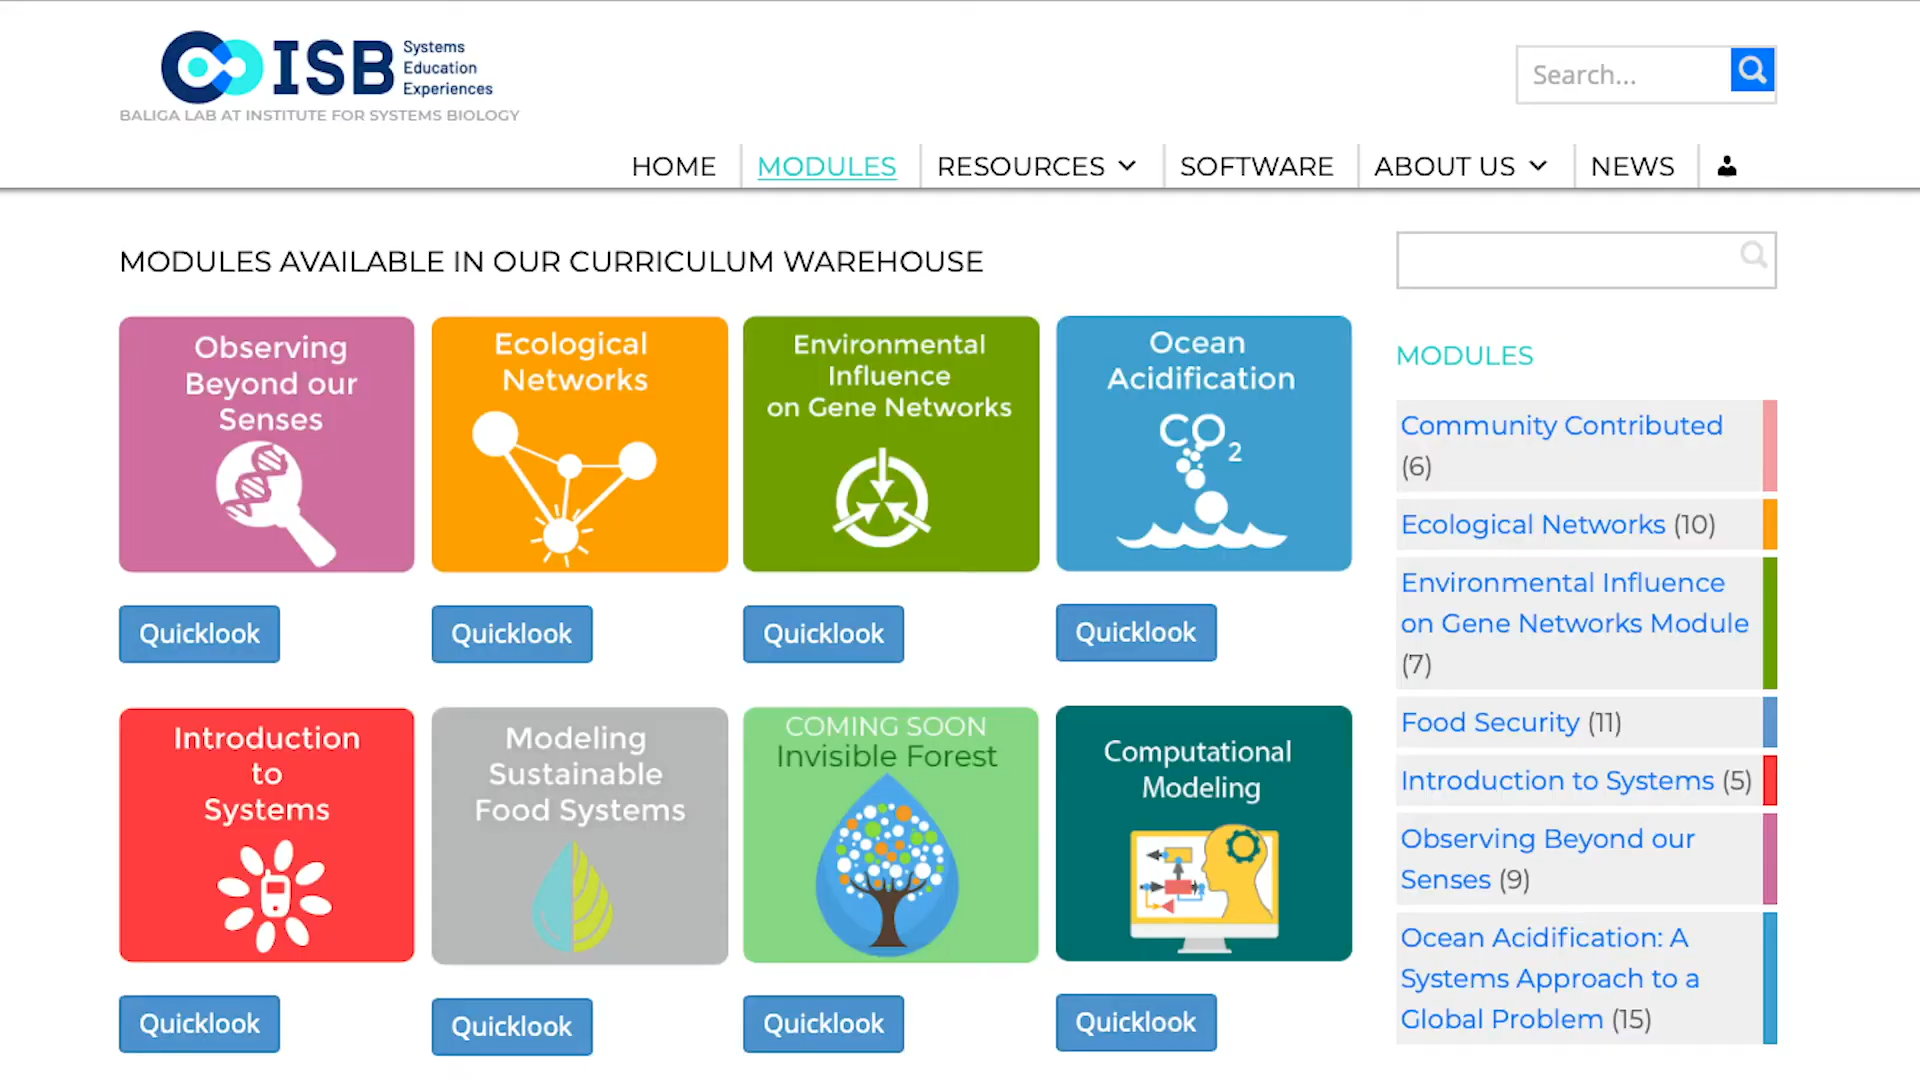 ISB
Systems
Education
Experiences
BALIGA LAB AT INSTITUTE FOR SYSTEMS BIOLOGY
Search...
HOME
MODULES
RESOURCES
SOFTWARE
ABOUT US
NEWS
MODULES AVAILABLE IN OUR CURRICULUM WAREHOUSE
Observing
Beyond our
Senses
Ecological
Networks
Environmental
Influence
on Gene Networks
Ocean
Acidification
CO2
Quicklook
Quicklook
Quicklook
Quicklook
Introduction
to
Systems
Modeling
Sustainable
Food Systems
COMING SOON
Invisible Forest
Computational
Modeling
Quicklook
Quicklook
Quicklook
Quicklook
MODULES
Community Contributed
(6)
Ecological Networks (10)
Environmental Influence
on Gene Networks Module
(7)
Food Security (11)
Introduction to Systems (5)
Observing Beyond our
Senses (9)
Ocean Acidification: A
Systems Approach to a
Global Problem (15)